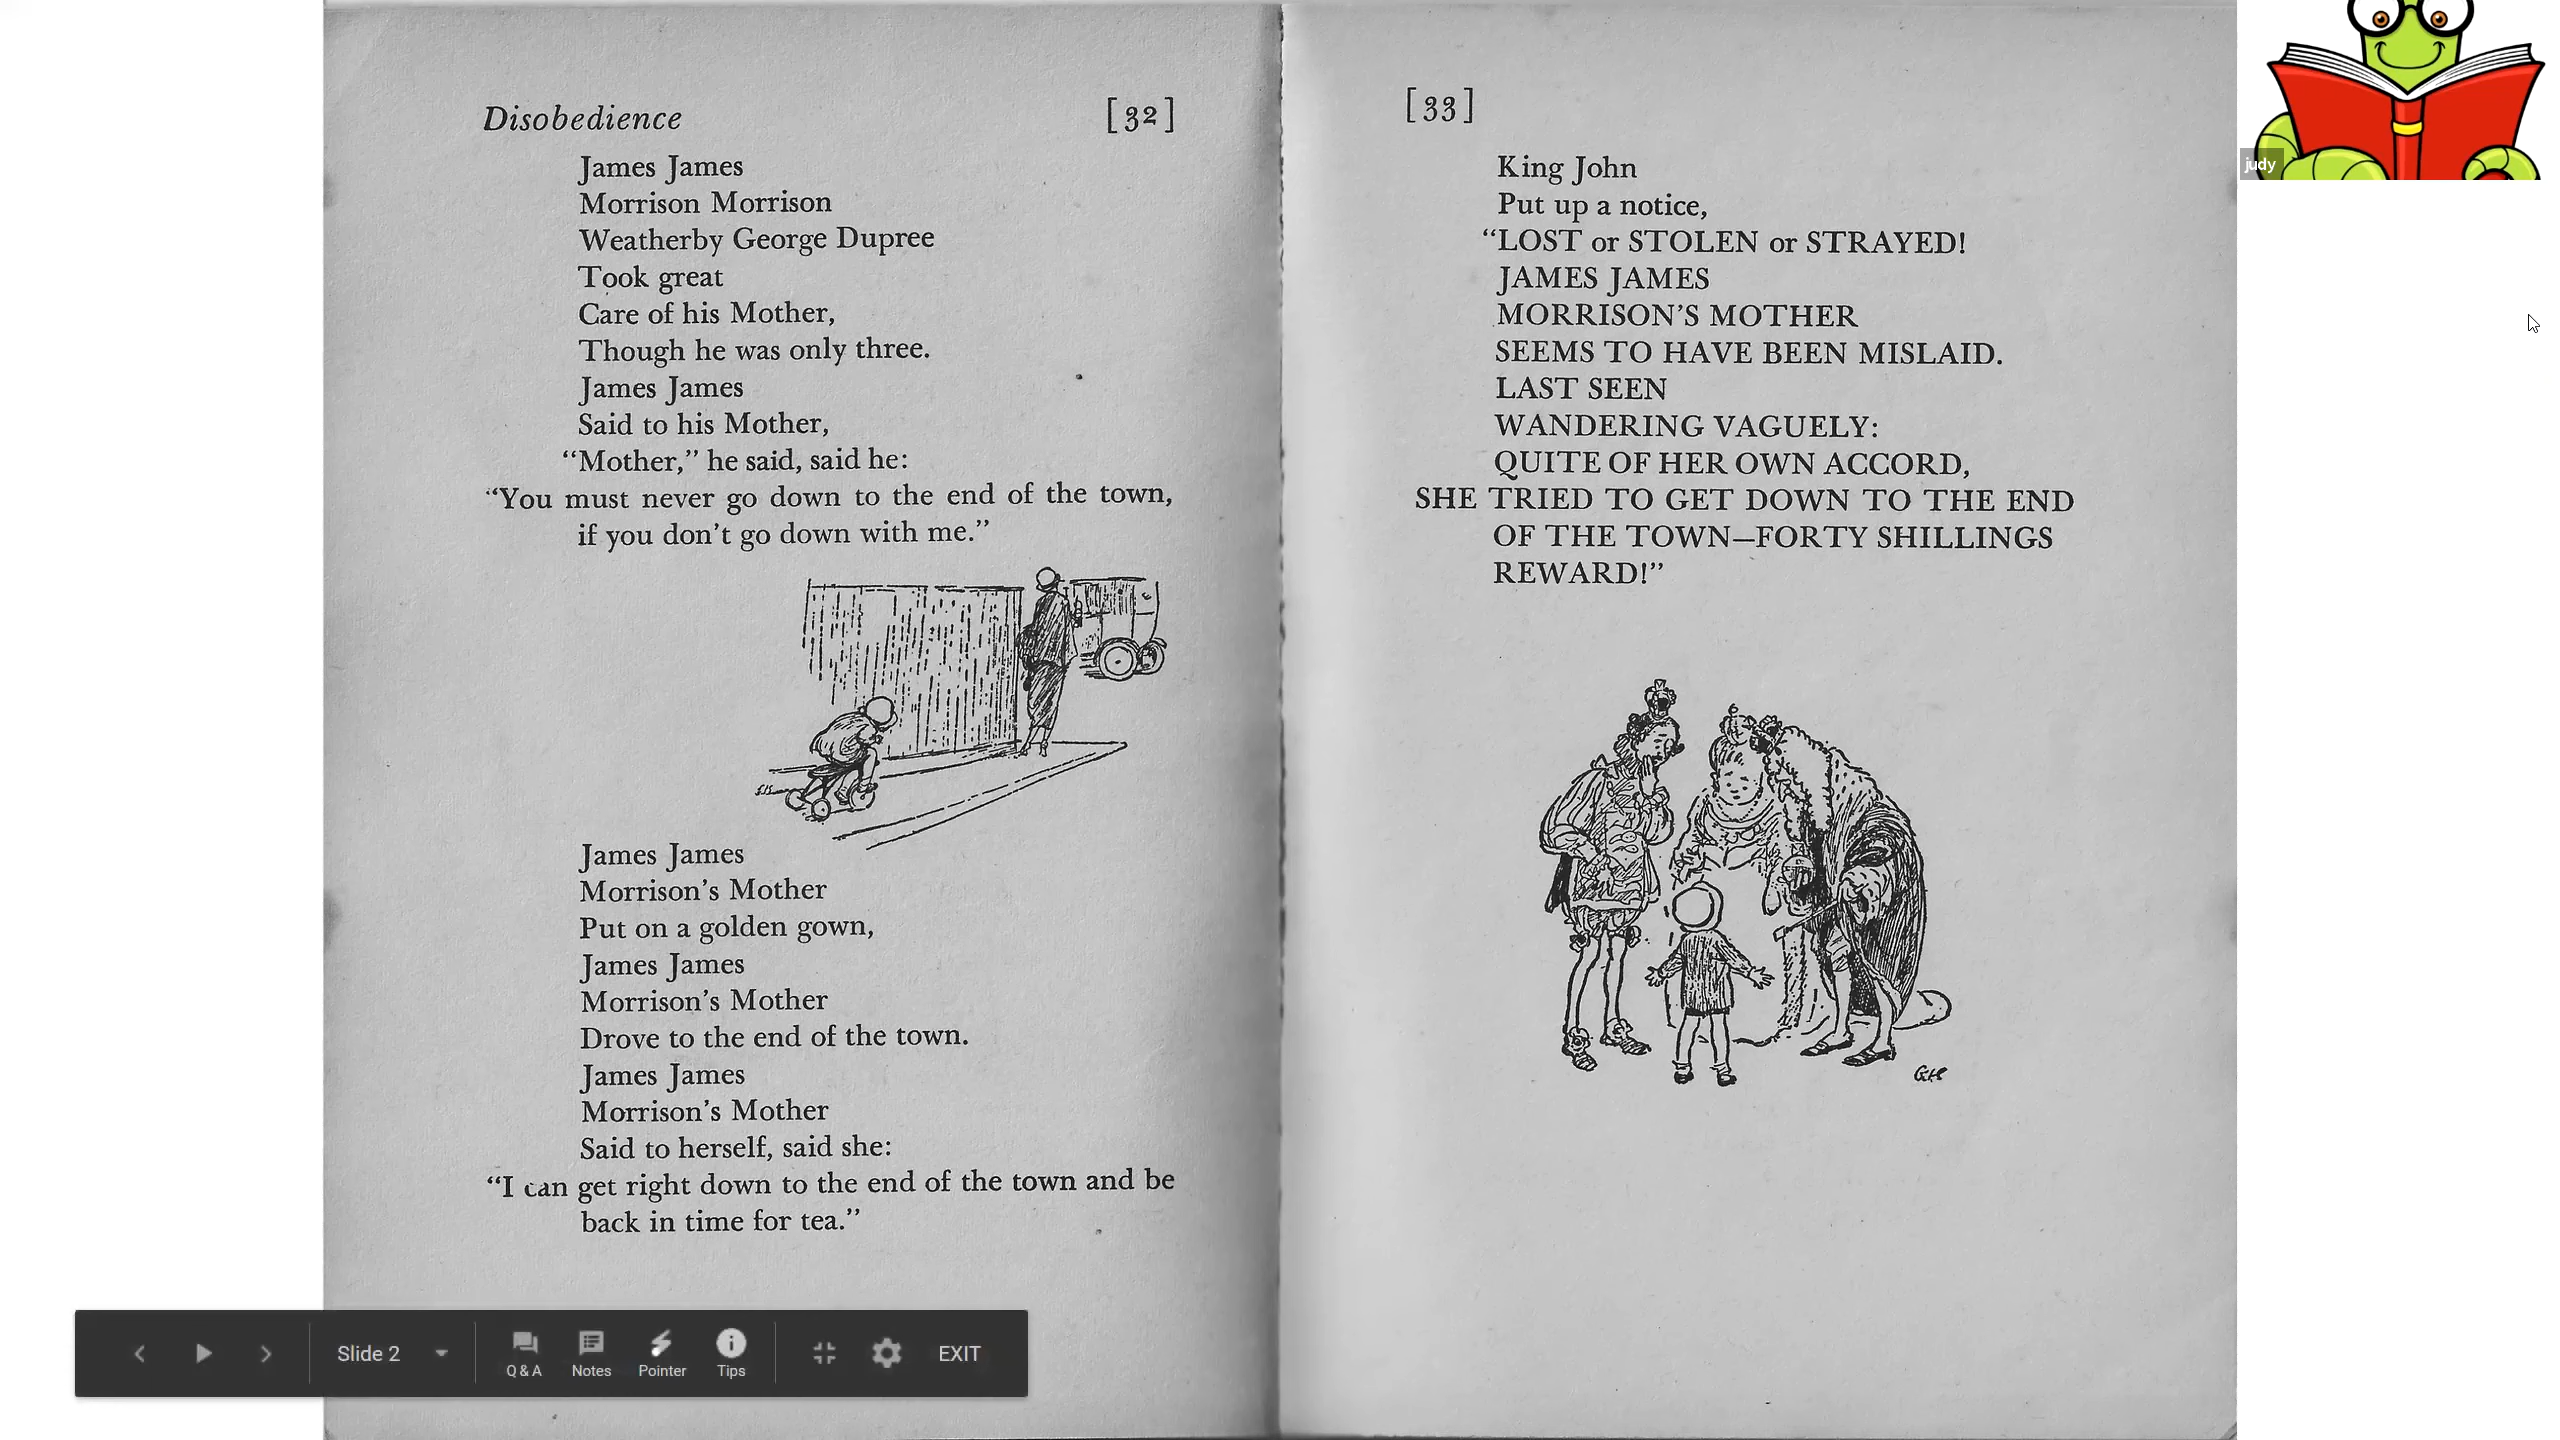 Disobedience [32]
James James
Morrison Morrison
Weatherby George Dupree
Took great
Care of his Mother,
Though he was only three.
James James
Said to his Mother,
“Mother,” he said, said he:
“You must never go down to the end of the town,
if you don’t go down with me.”
James James
Morrison’s Mother
Put on a golden gown,
James James
Morrison’s Mother
Drove to the end of the town.
James James
Morrison’s Mother
Said to herself, said she:
“I can get right down to the end of the town and be
back in time for tea.”
[33]
King John
Put up a notice,
“LOST or STOLEN or STRAYED!
JAMES JAMES
MORRISON’S MOTHER
SEEMS TO HAVE BEEN MISLAID.
LAST SEEN
WANDERING VAGUELY:
QUITE OF HER OWN ACCORD,
SHE TRIED TO GET DOWN TO THE END
OF THE TOWN—FORTY SHILLINGS
REWARD!”
judy
Slide 2
Q & A Notes Pointer Tips
EXIT